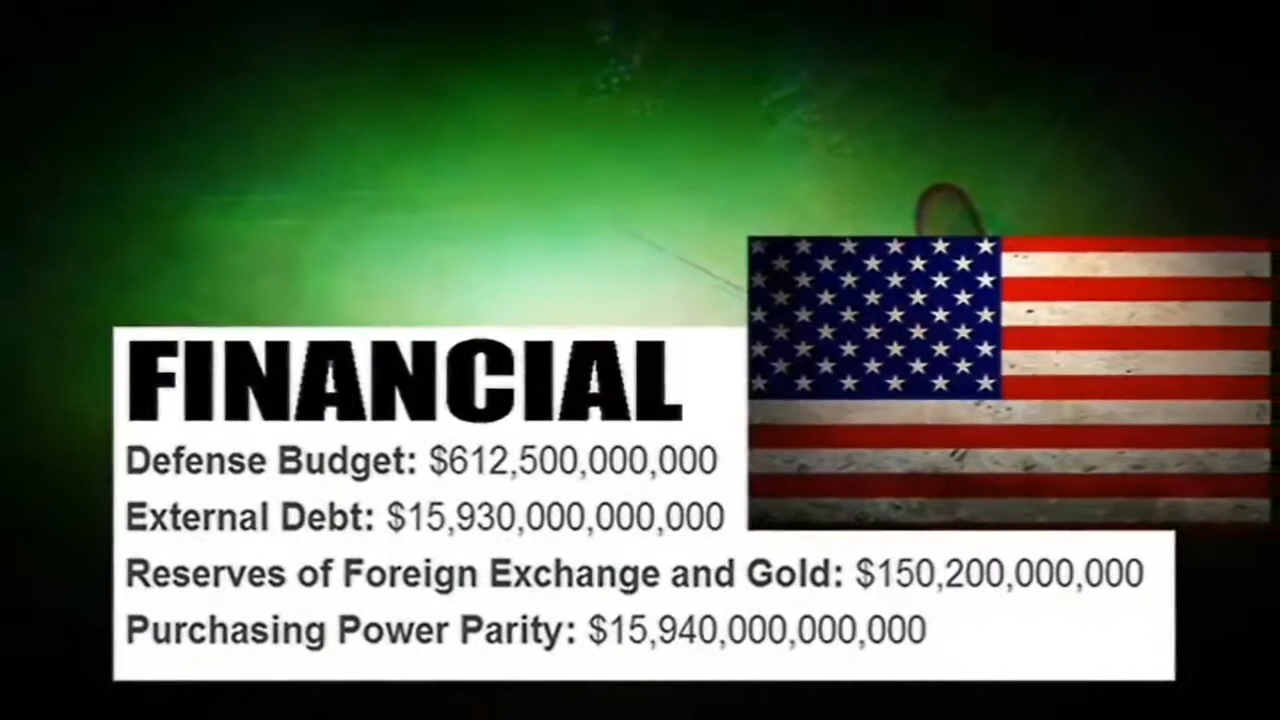 FINANCIAL
Defense Budget: $612,500,000,000
External Debt: $15,930,000,000,000
Reserves of Foreign Exchange and Gold: $150,200,000,000
Purchasing Power Parity: $15,940,000,000,000